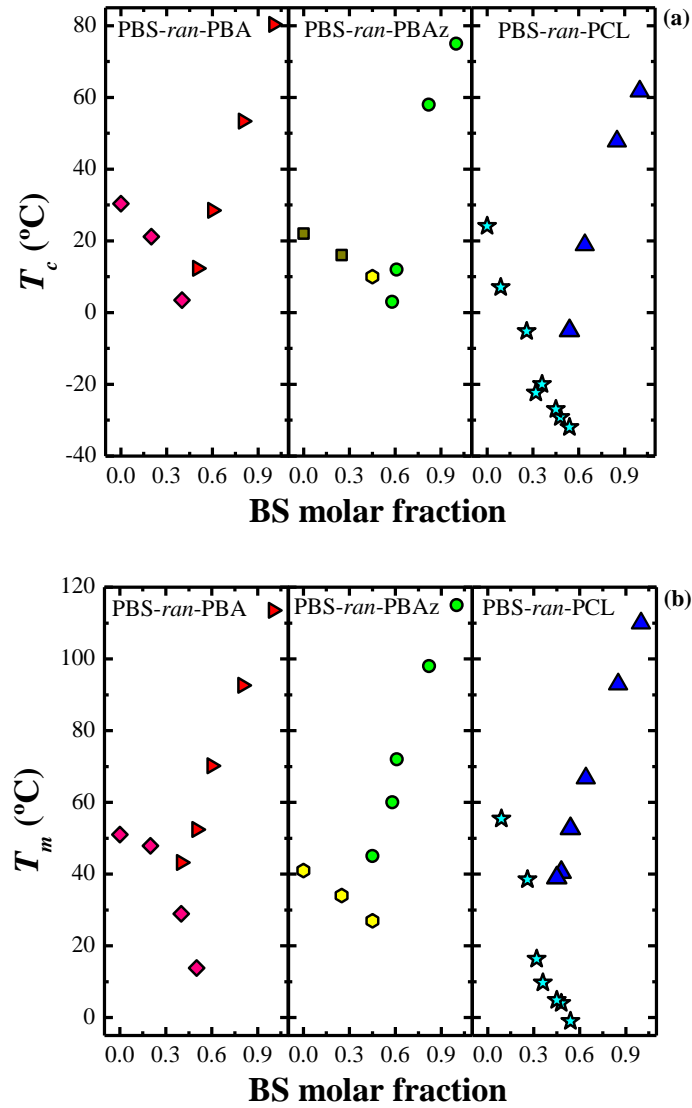 PBS-ran-PBA PBS-ran-PBAz PBS-ran-PCL (a)
80
60
40
20
0
-20
-40
T_c (ºC)
0.0 0.3 0.6 0.9 0.0 0.3 0.6 0.9 0.0 0.3 0.6 0.9
BS molar fraction
120
PBS-ran-PBA PBS-ran-PBAz PBS-ran-PCL (b)
100
80
60
40
20
0
T_m (ºC)
0.0 0.3 0.6 0.9 0.0 0.3 0.6 0.9 0.0 0.3 0.6 0.9
BS molar fraction